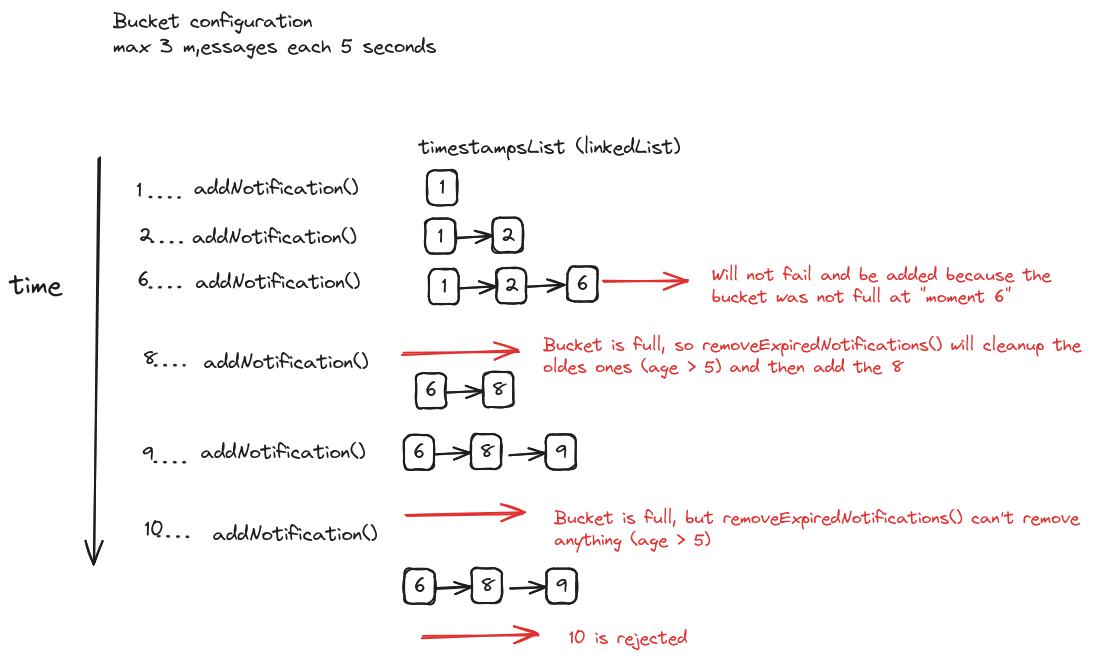 Bucket configuration
max 3 m,essages each 5 seconds
timestampsList (linkedList)
1.... addNotification()
1
2... addNotification()
1 2
time
6.... addNotification()
1 2 6
Will not fail and be added because the
bucket was not full at "moment 6"
8.... addNotification()
Bucket is full, so removeExpiredNotifications() will cleanup the
oldes ones (age > 5) and then add the 8
6 8
9.... addNotification()
6 8 9
10... addNotification()
Bucket is full, but removeExpiredNotifications() can't remove
anything (age > 5)
6 8 9
10 is rejected